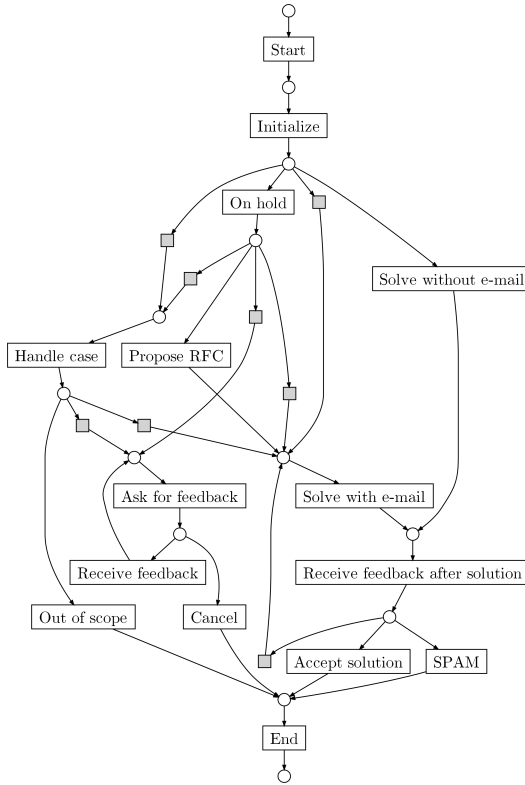 Start
Initialize
On hold
Solve without e-mail
Handle case
Propose RFC
Ask for feedback
Solve with e-mail
Receive feedback
Receive feedback after solution
Out of scope
Cancel
Accept solution
SPAM
End